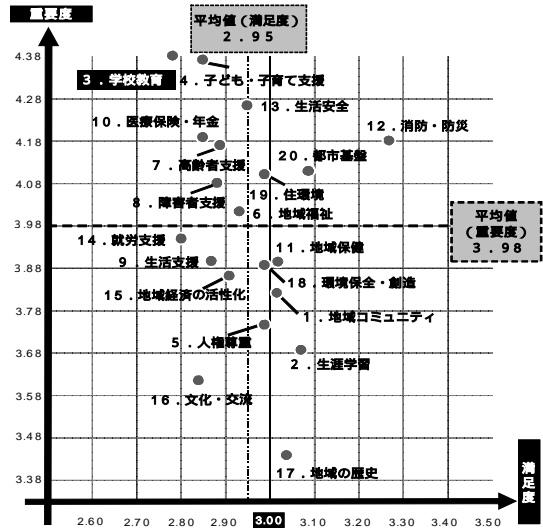 重要度
平均値（満足度）
２．９５
4.38
３．学校教育
４．子ども・子育て支援
4.28
１３．生活安全
１０．医療保険・年金
１２．消防・防災
4.18
７．高齢者支援
２０．都市基盤
4.08
８．障害者支援
１９．住環境
６．地域福祉
3.98
平均値
（重要度）
３．９８
１４．就労支援
１１．地域保健
９．生活支援
3.88
１８．環境保全・創造
１５．地域経済の活性化
3.78
１．地域コミュニティ
５．人権尊重
3.68
２．生涯学習
3.58
１６．文化・交流
3.48
１７．地域の歴史
3.38
満足度
2.60 2.70 2.80 2.90 3.00 3.10 3.20 3.30 3.40 3.50